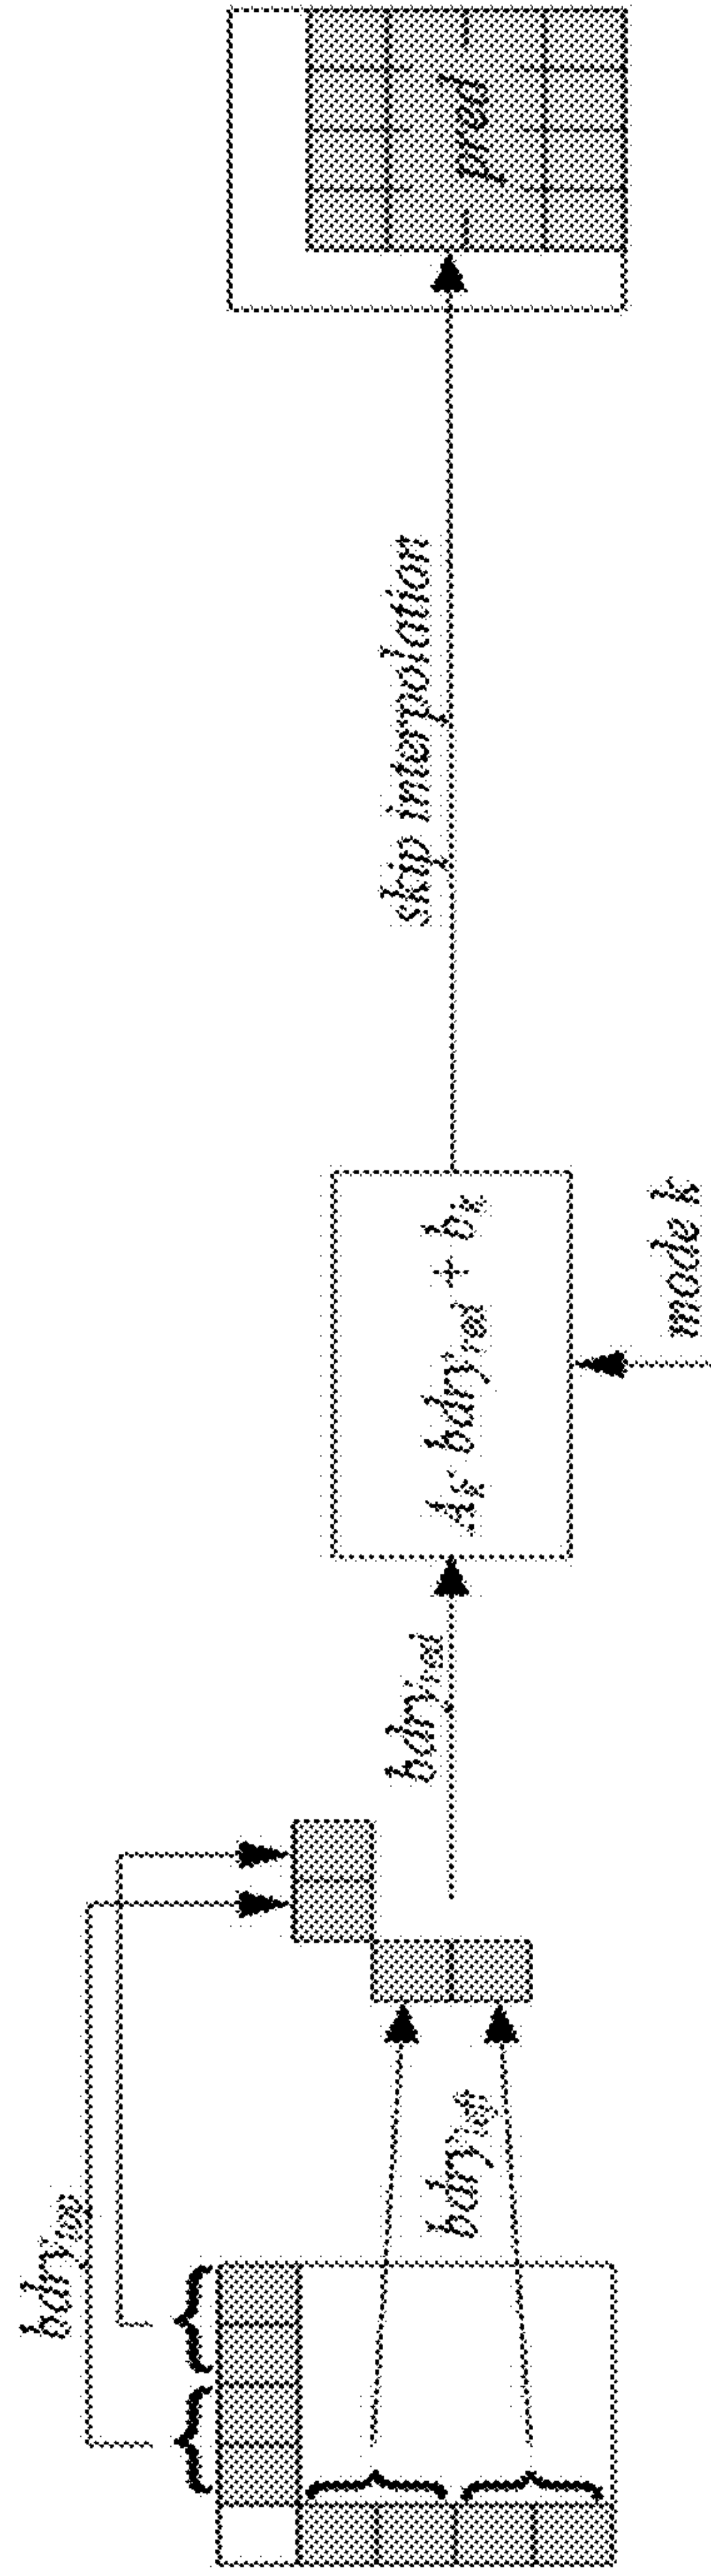 bdry_top
bdry_left
bdry_red
A_k · bdry_red + b_k
mode k
skip interpolation
pred